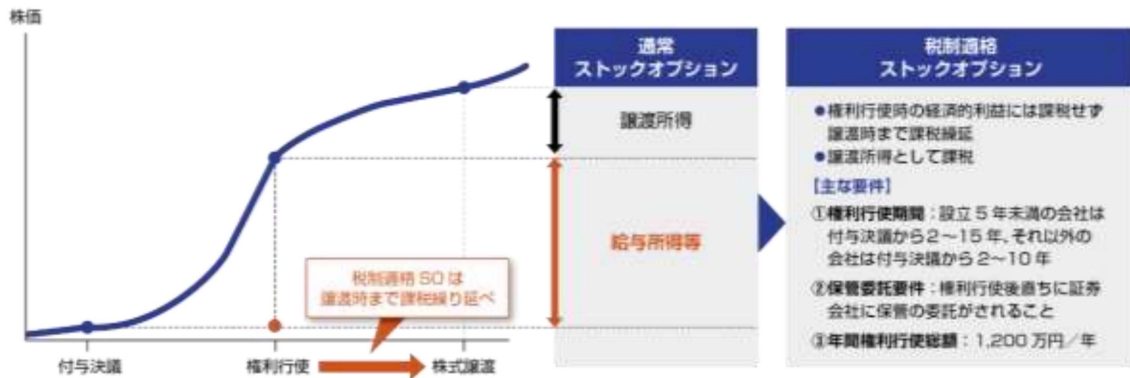 株価
付与決議
権利行使
株式譲渡
税制適格 SO は
譲渡時まで課税繰り延べ
通常
ストックオプション
譲渡所得
給与所得等
税制適格
ストックオプション
●権利行使時の経済的利益には課税せず
譲渡時まで課税繰延
●譲渡所得として課税
【主な要件】
①権利行使期間：設立 5 年未満の会社は
付与決議から 2～15 年、それ以外の
会社は付与決議から 2～10 年
②保管委託要件：権利行使後直ちに証券
会社に保管の委託がされること
③年間権利行使総額：1,200 万円／年